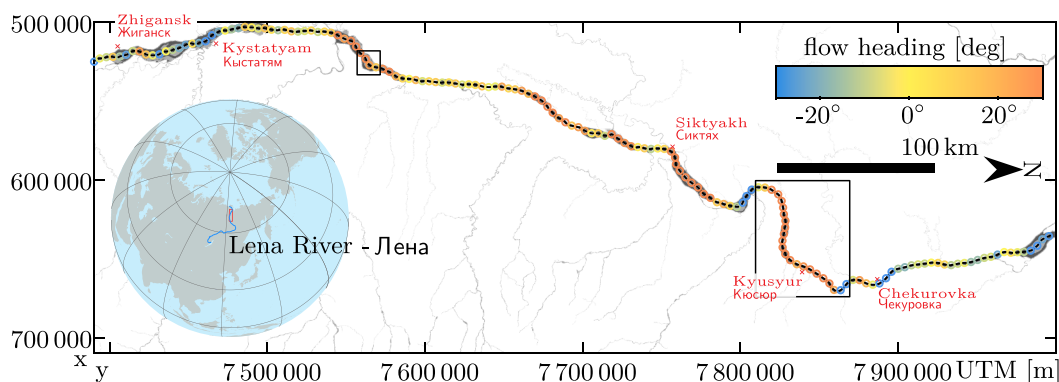 500 000
600 000
700 000
x
y
7 500 000
7 600 000
7 700 000
7 800 000
7 900 000
UTM [m]
Zhigansk
Жиганск
Kystatyam
Кыстатям
Siktyakh
Сиктях
Kyusyur
Кюсюр
Chekurovka
Чекуровка
flow heading [deg]
-20°
0°
20°
100 km
N
Lena River - Лена